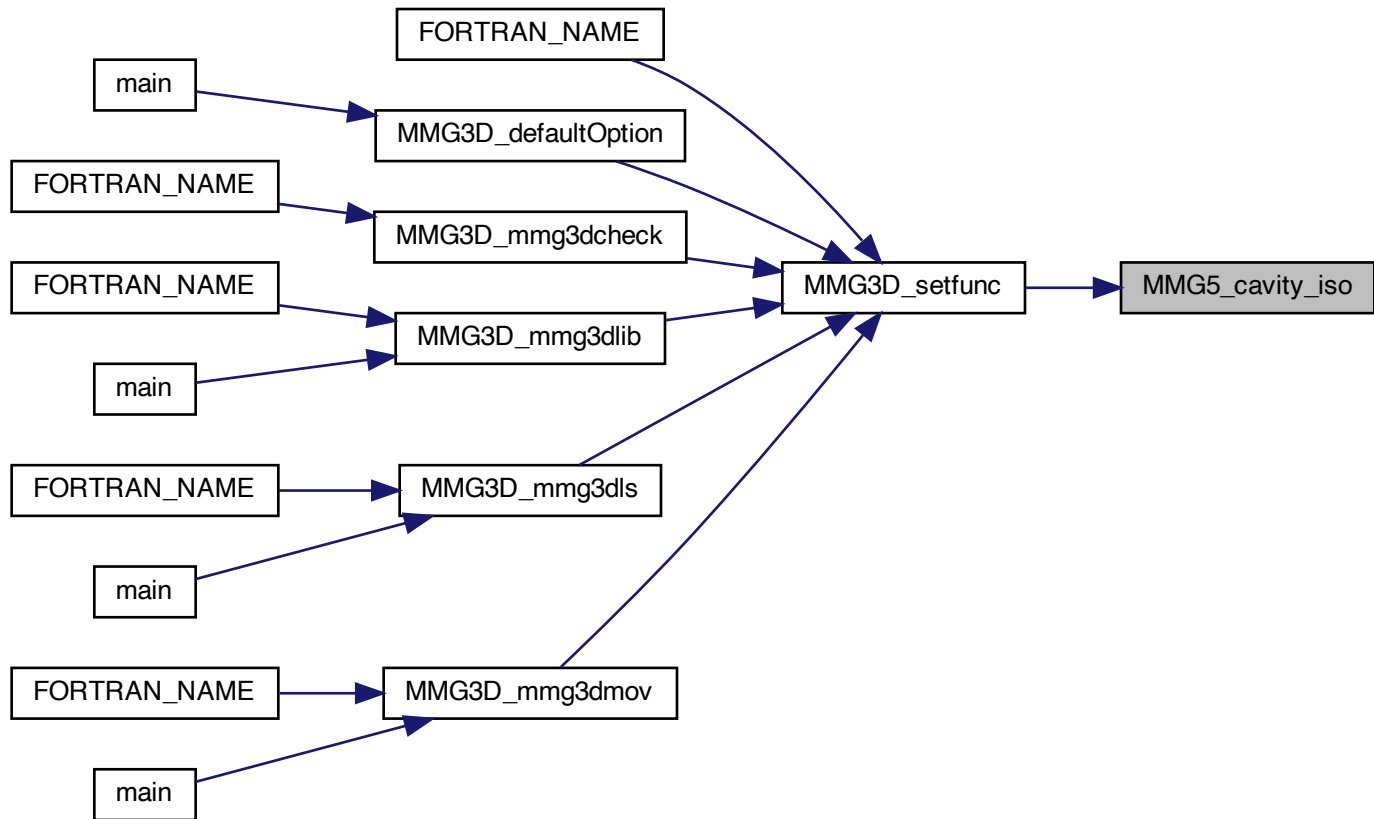 FORTRAN_NAME
main
MMG3D_defaultOption
FORTRAN_NAME
MMG3D_mmg3dcheck
FORTRAN_NAME
MMG3D_setfunc
MMG5_cavity_iso
MMG3D_mmg3dlib
main
FORTRAN_NAME
MMG3D_mmg3dls
main
FORTRAN_NAME
MMG3D_mmg3dmov
main